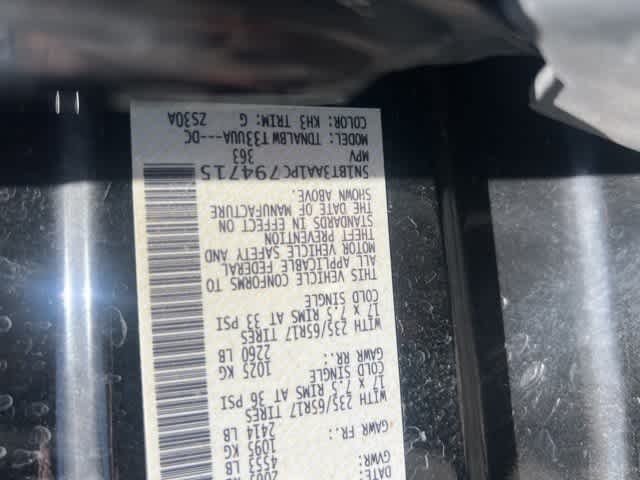 DATE:
GVWR: 4553 LB
1095 KG
GAWR FR.: 2414 LB
WITH 235/65R17 TIRES
17 x 7.5 RIMS AT 36 PSI
COLD SINGLE
1025 KG
GAWR RR.: 2260 LB
WITH 235/65R17 TIRES
17 x 7.5 RIMS AT 33 PSI
COLD SINGLE
THIS VEHICLE CONFORMS TO
ALL APPLICABLE FEDERAL
MOTOR VEHICLE SAFETY AND
THEFT PREVENTION
STANDARDS IN EFFECT ON
THE DATE OF MANUFACTURE
SHOWN ABOVE.
5N1BT3AA1PC794715
MPV 363
MODEL: TDNALBW T33UUA---DC
COLOR: KH3 TRIM: G 2S30A